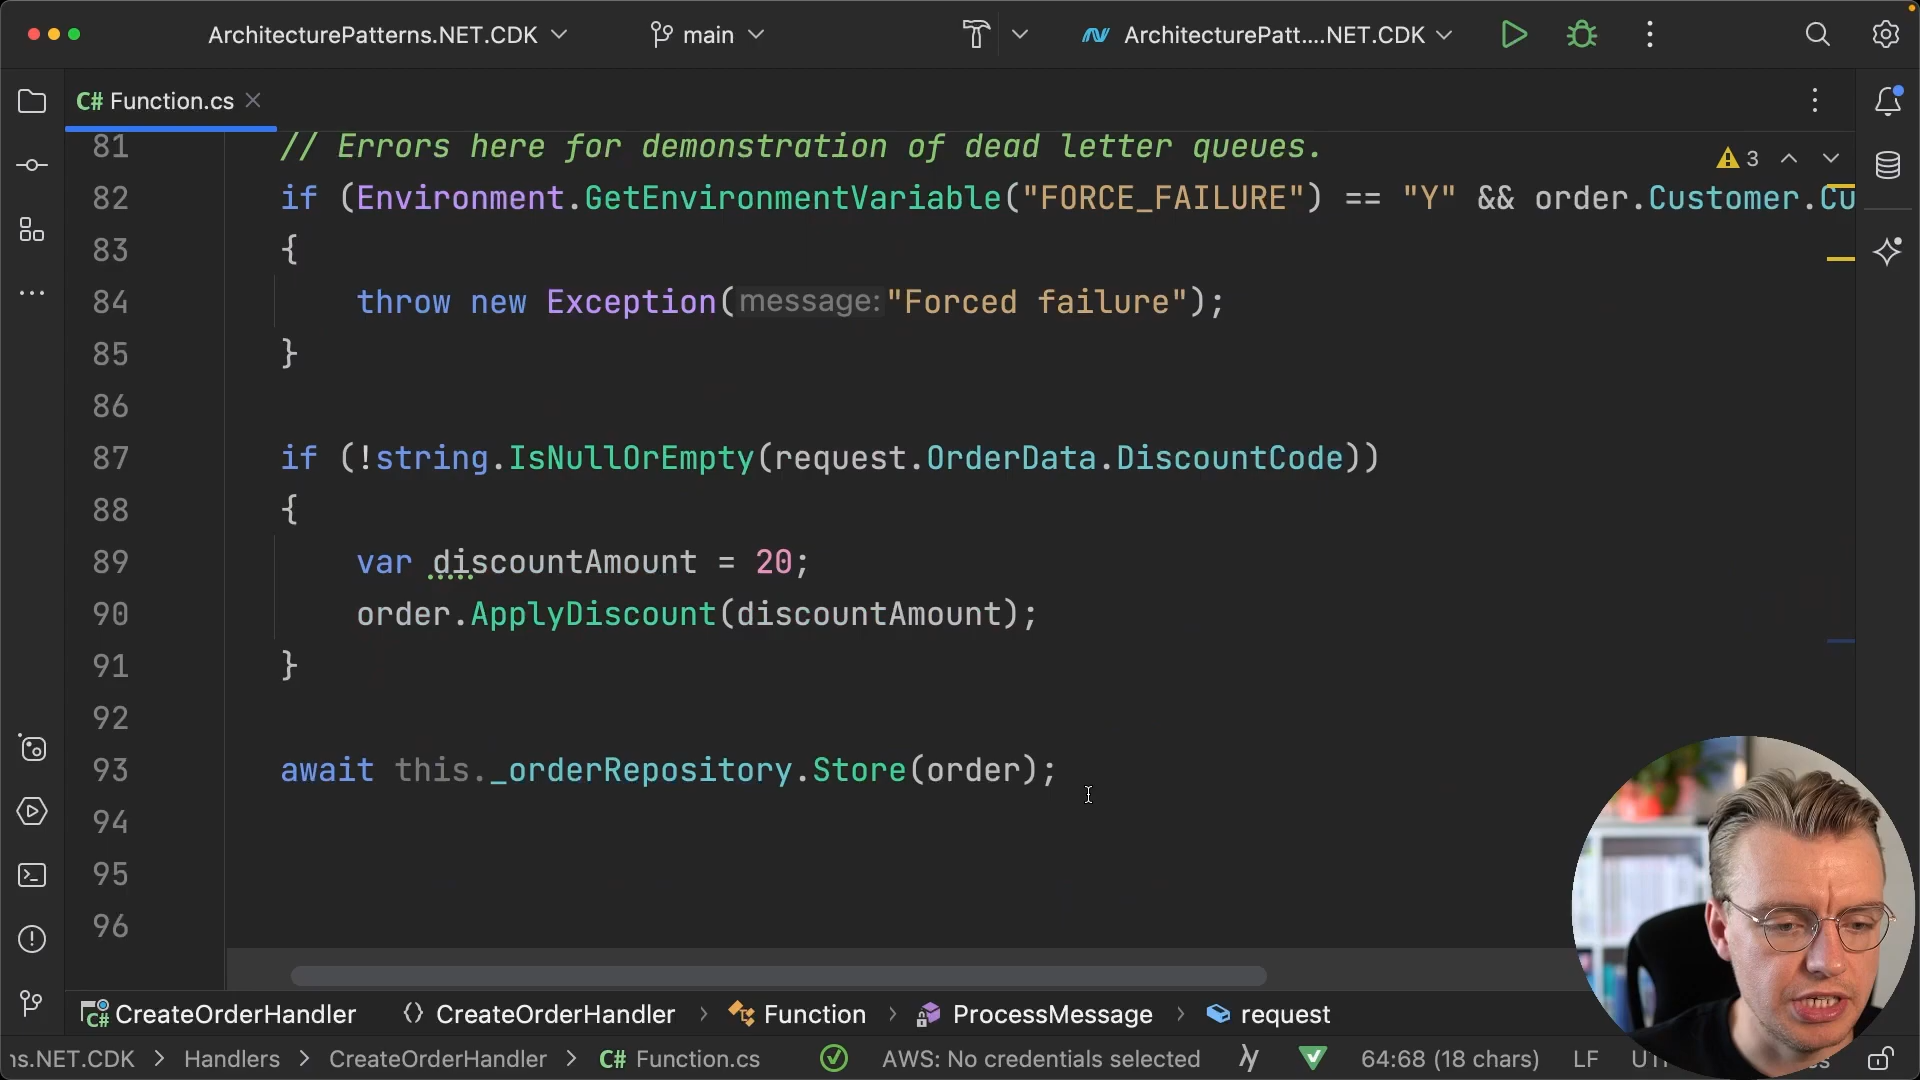 ArchitecturePatterns.NET.CDK
main
ArchitecturePatt....NET.CDK
C# Function.cs
3
81 // Errors here for demonstration of dead letter queues.
82 if (Environment.GetEnvironmentVariable("FORCE_FAILURE") == "Y" && order.Customer.Cu
83 {
84 throw new Exception(message:"Forced failure");
85 }
86
87 if (!string.IsNullOrEmpty(request.OrderData.DiscountCode))
88 {
89 var discountAmount = 20;
90 order.ApplyDiscount(discountAmount);
91 }
92
93 await this._orderRepository.Store(order);
94
95
96
C# CreateOrderHandler CreateOrderHandler Function ProcessMessage request
ns.NET.CDK Handlers CreateOrderHandler C# Function.cs AWS: No credentials selected 64:68 (18 chars) LF